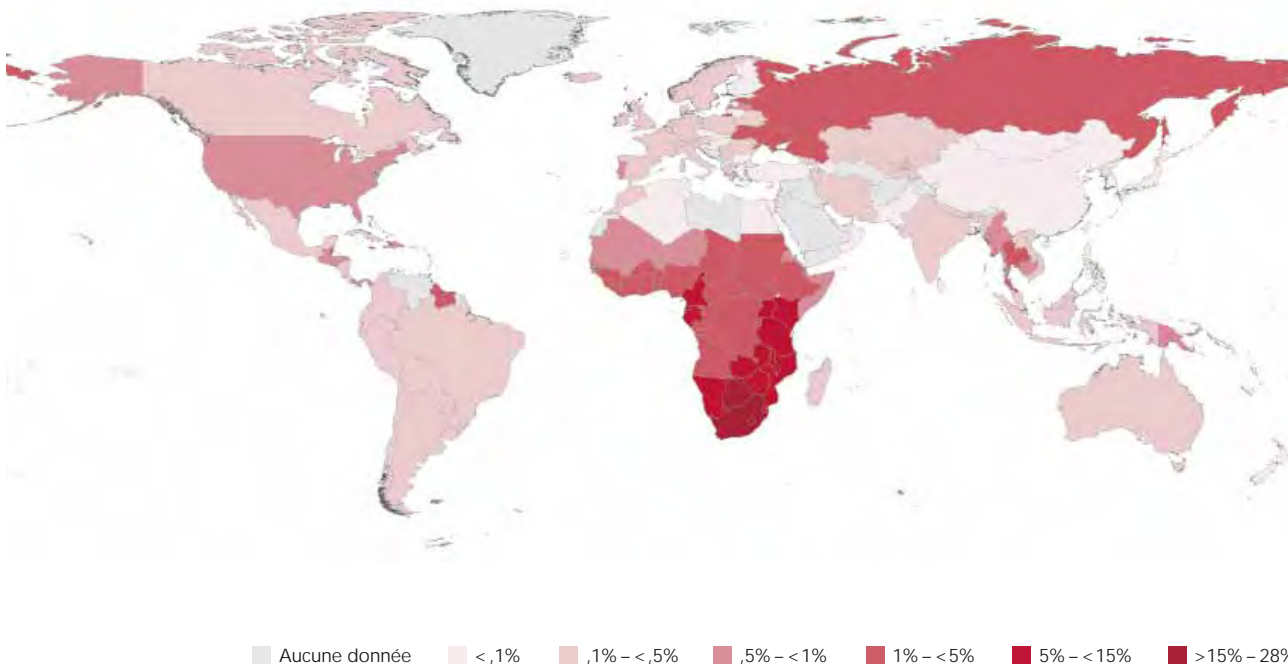 Aucune donnée < ,1% ,1% – < ,5% ,5% – <1% 1% – <5% 5% – <15% >15% – 28